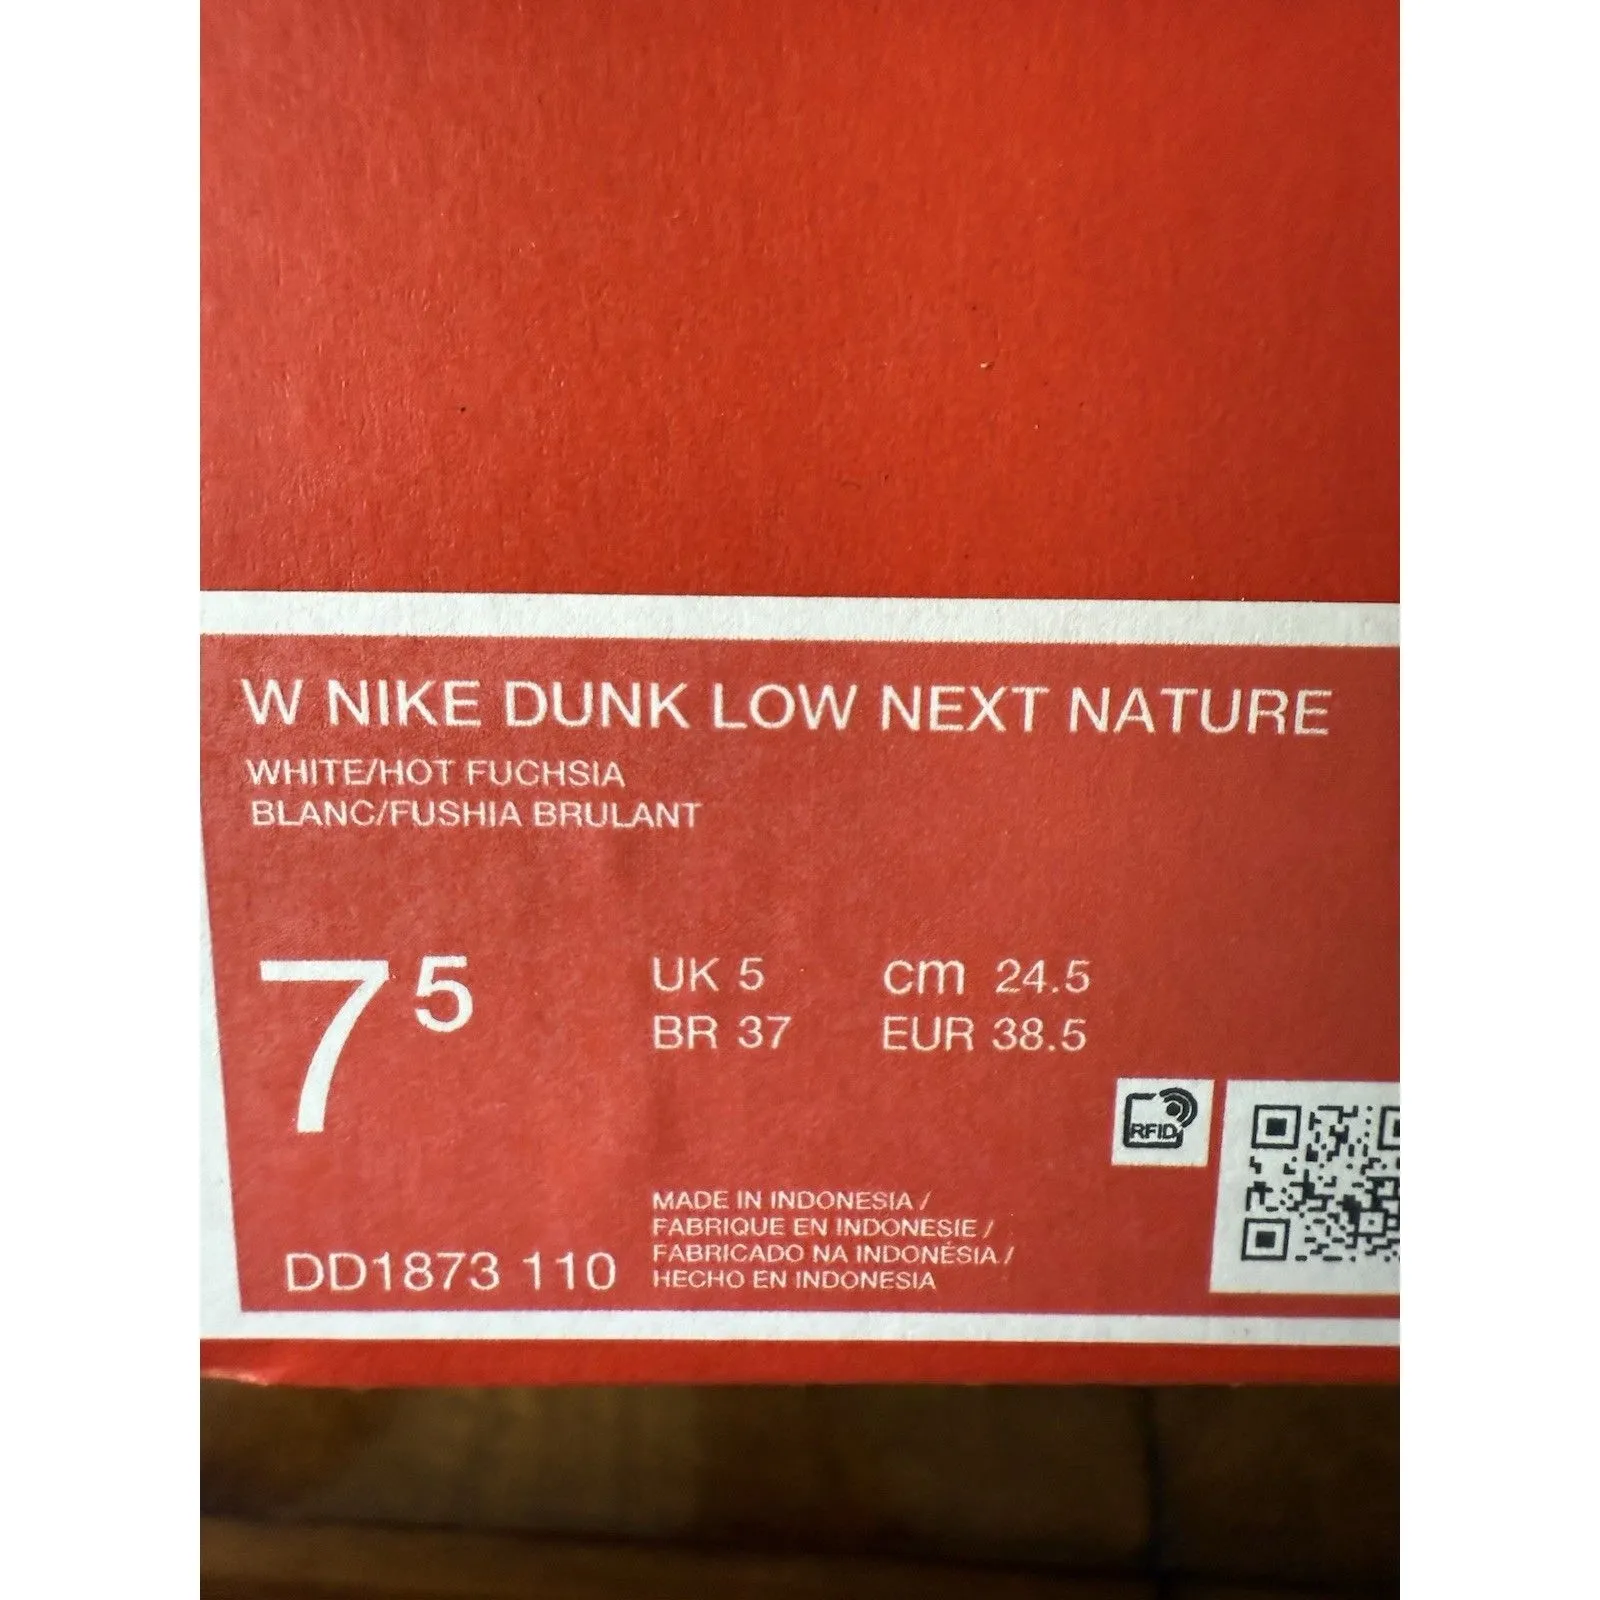 W NIKE DUNK LOW NEXT NATURE
WHITE/HOT FUCHSIA
BLANC/FUSHIA BRULANT
7 5
UK 5 cm 24.5
BR 37 EUR 38.5
RFID
MADE IN INDONESIA /
FABRIQUE EN INDONESIE /
FABRICADO NA INDONÉSIA /
HECHO EN INDONESIA
DD1873 110